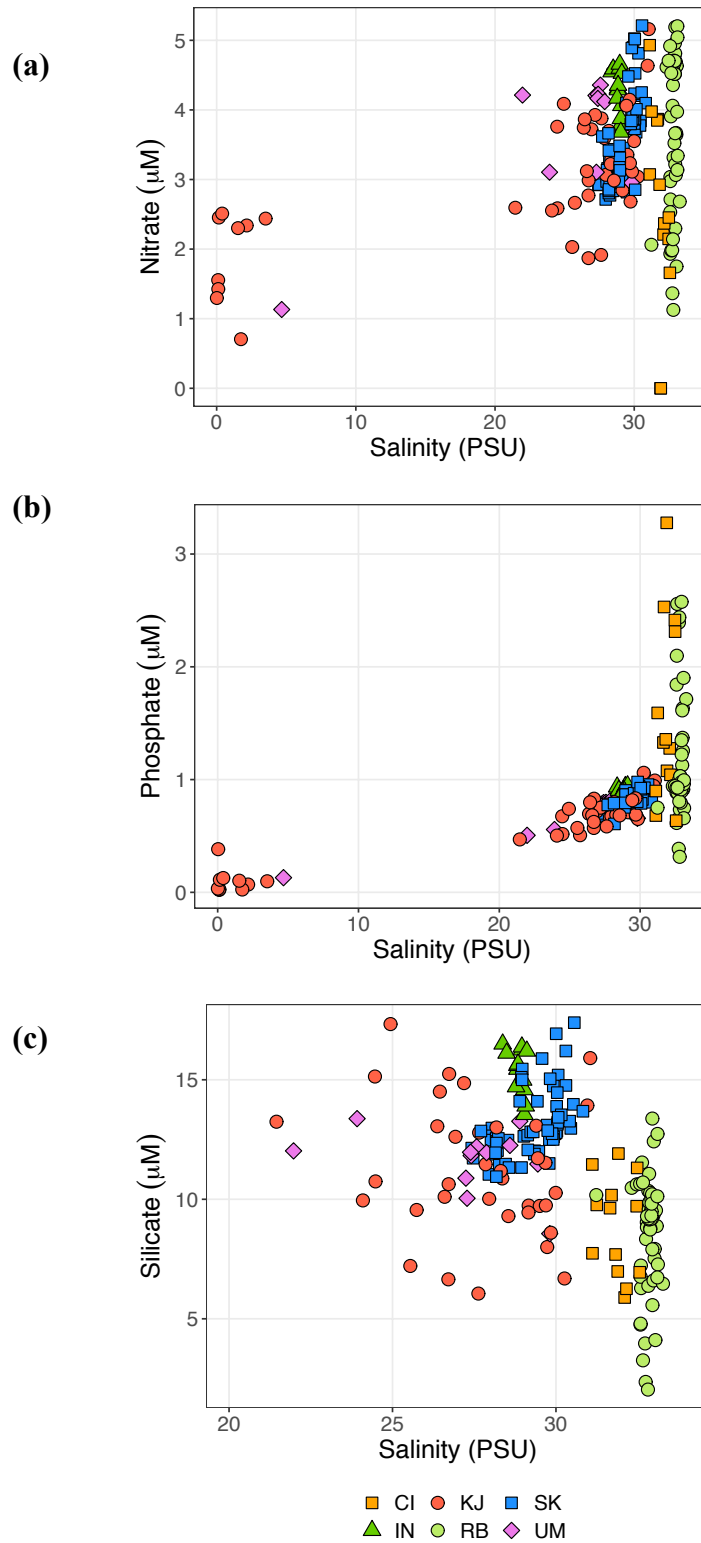 (a)
Nitrate (μM)
5
4
3
2
1
0
0 10 20 30
Salinity (PSU)
(b)
Phosphate (μM)
3
2
1
0
0 10 20 30
Salinity (PSU)
(c)
Silicate (μM)
15
10
5
20 25 30
Salinity (PSU)
CI KJ SK
IN RB UM